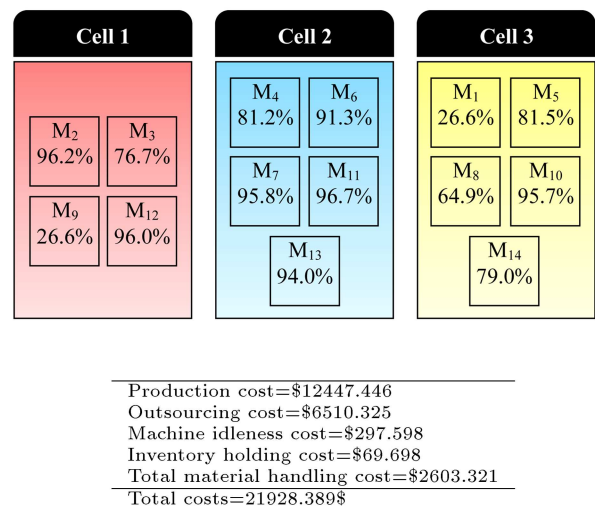 Cell 1
Cell 2
Cell 3
M2 M3
96.2% 76.7%
M9 M12
26.6% 96.0%
M4 M6
81.2% 91.3%
M7 M11
95.8% 96.7%
M13
94.0%
M1 M5
26.6% 81.5%
M8 M10
64.9% 95.7%
M14
79.0%
Production cost=$12447.446
Outsourcing cost=$6510.325
Machine idleness cost=$297.598
Inventory holding cost=$69.698
Total material handling cost=$2603.321
Total costs=21928.389$